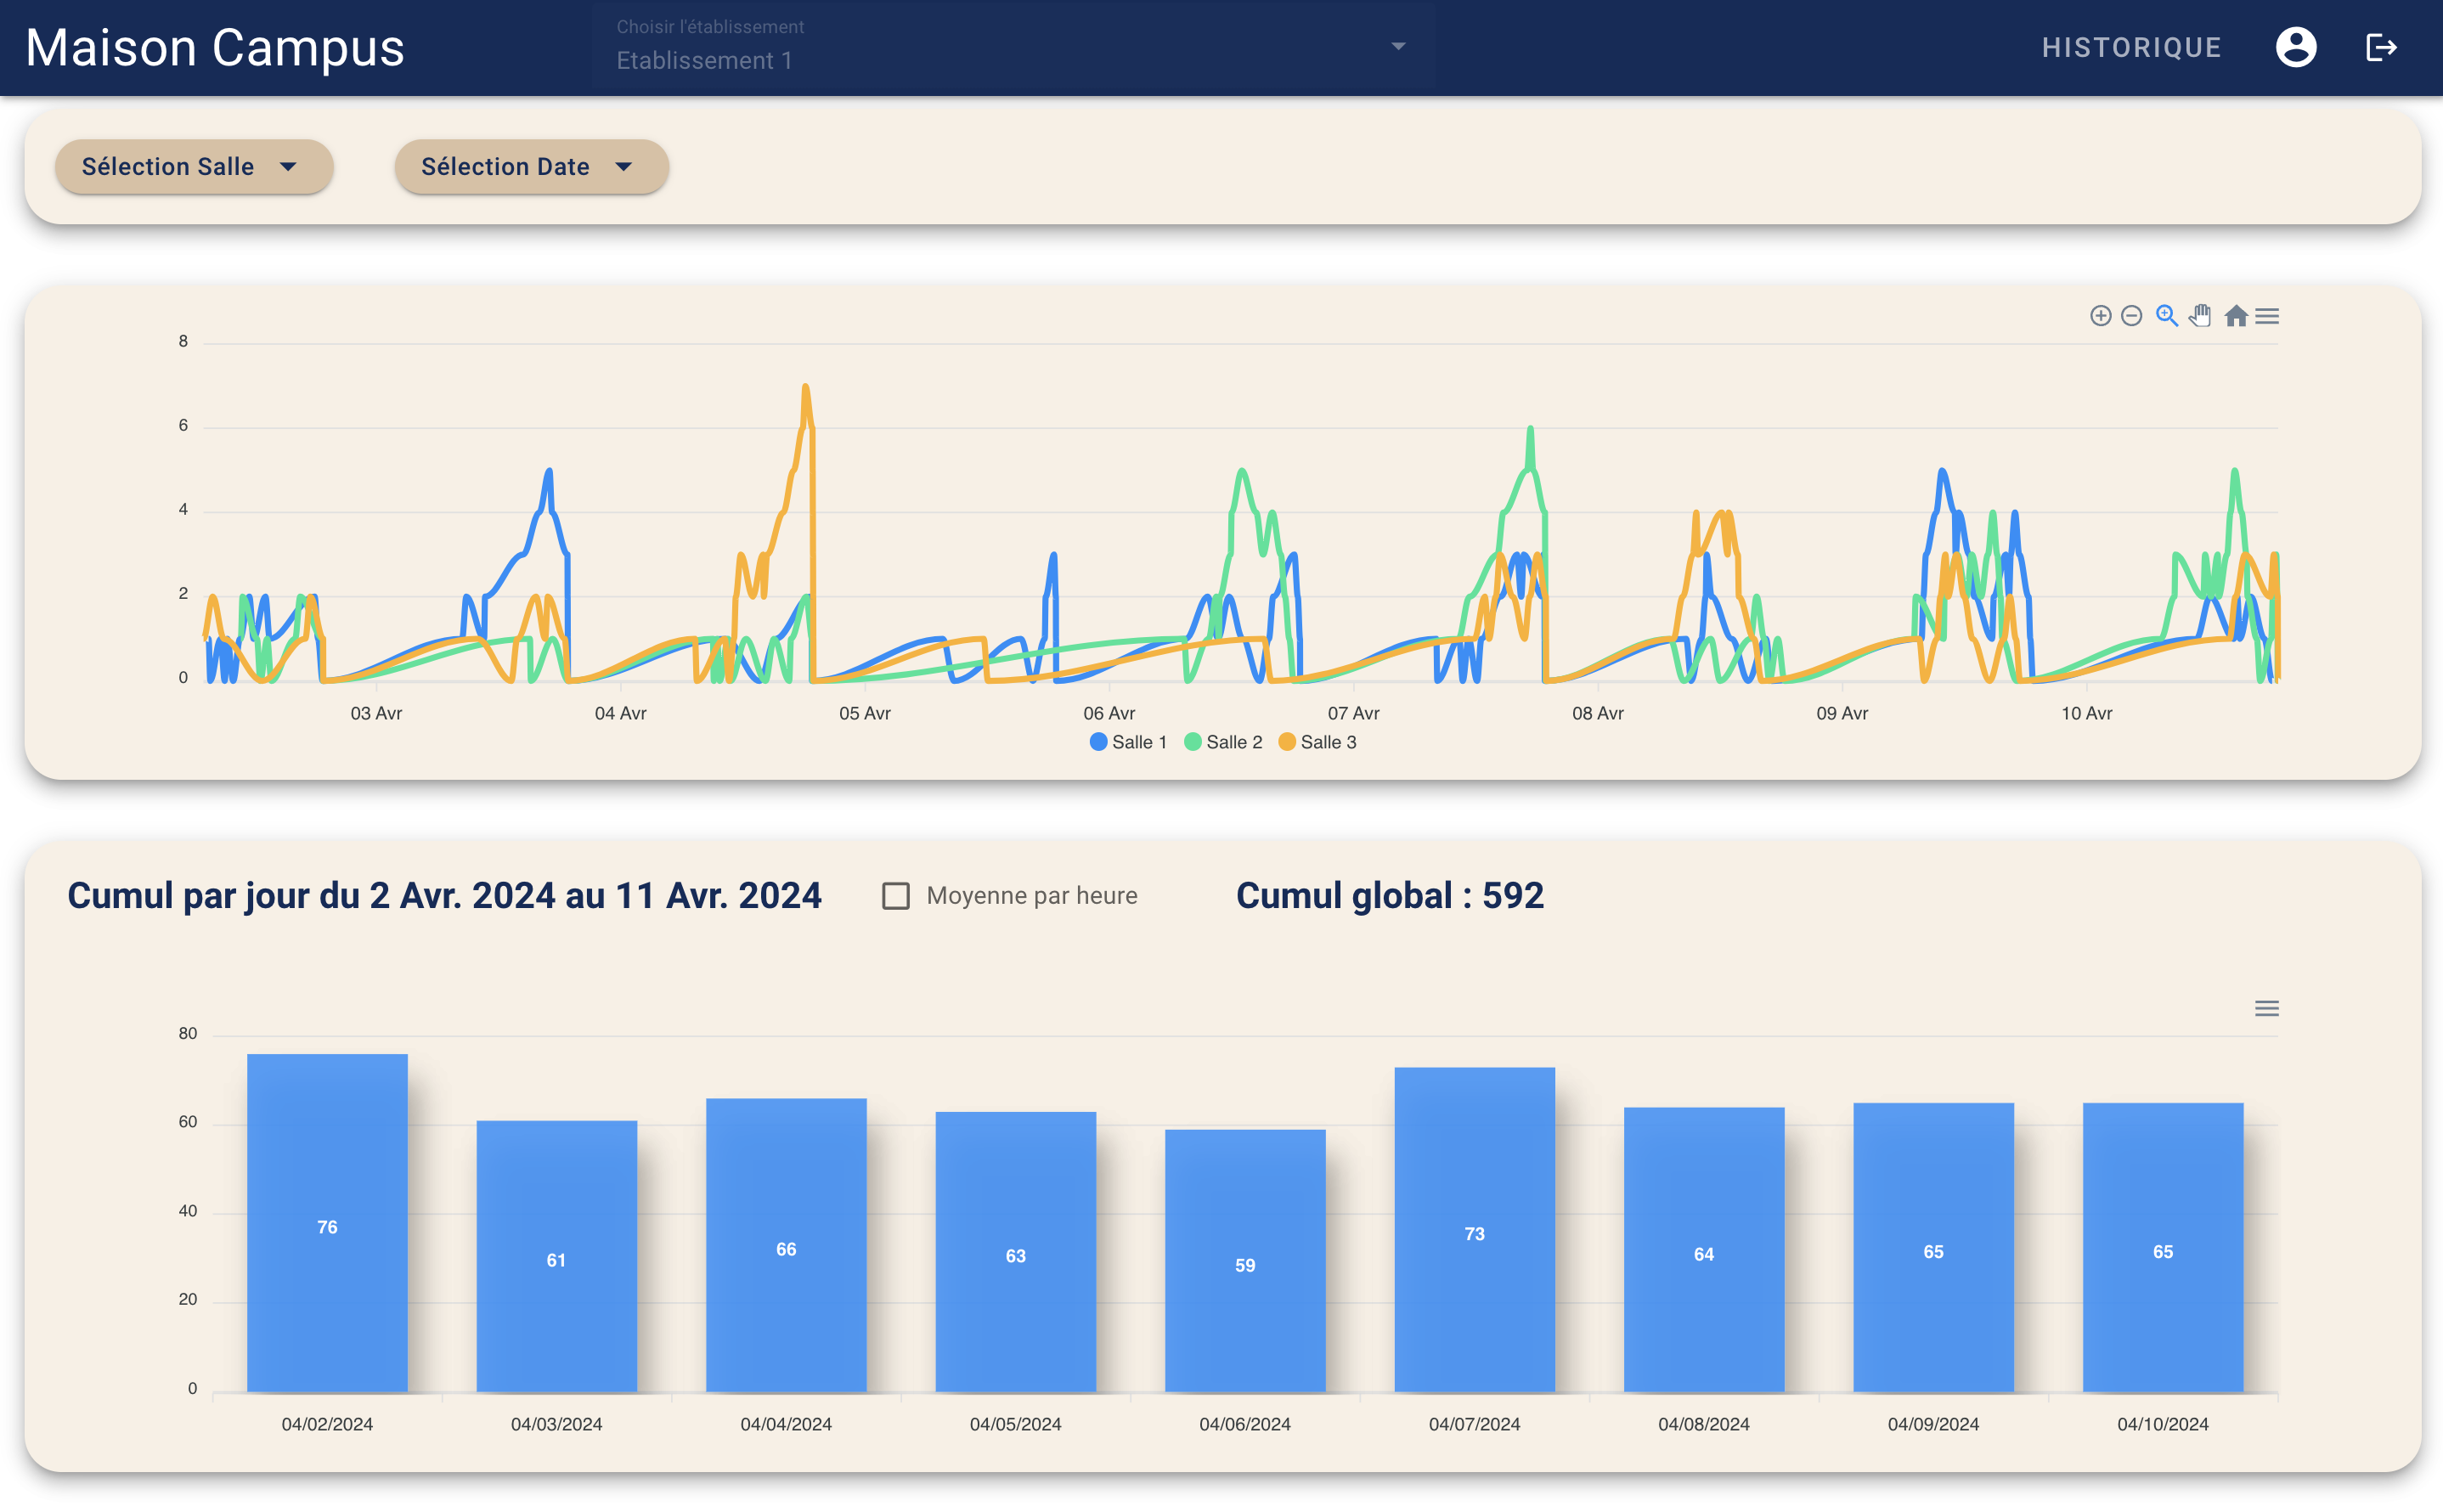 Maison Campus
Choisir l'établissement
Etablissement 1
HISTORIQUE
Sélection Salle
Sélection Date
8
6
4
2
0
03 Avr 04 Avr 05 Avr 06 Avr 07 Avr 08 Avr 09 Avr 10 Avr
Salle 1 Salle 2 Salle 3
Cumul par jour du 2 Avr. 2024 au 11 Avr. 2024
Moyenne par heure
Cumul global : 592
80
60
40
20
0
76 61 66 63 59 73 64 65 65
04/02/2024 04/03/2024 04/04/2024 04/05/2024 04/06/2024 04/07/2024 04/08/2024 04/09/2024 04/10/2024